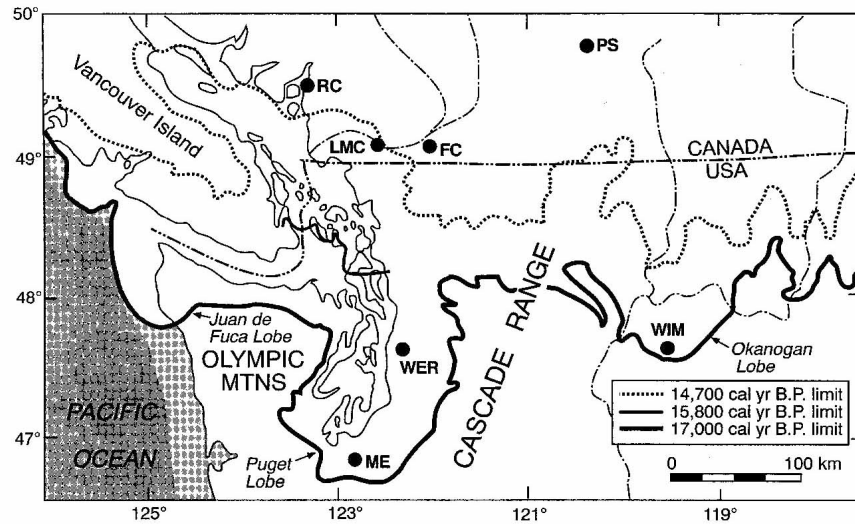 50°
49°
48°
47°
125°
123°
121°
119°
Vancouver Island
RC
LMC
FC
PS
CANADA
USA
Juan de
Fuca Lobe
OLYMPIC
MTNS
PACIFIC
OCEAN
Puget
Lobe
ME
WER
CASCADE RANGE
WIM
Okanogan
Lobe
14,700 cal yr B.P. limit
15,800 cal yr B.P. limit
17,000 cal yr B.P. limit
0 100 km